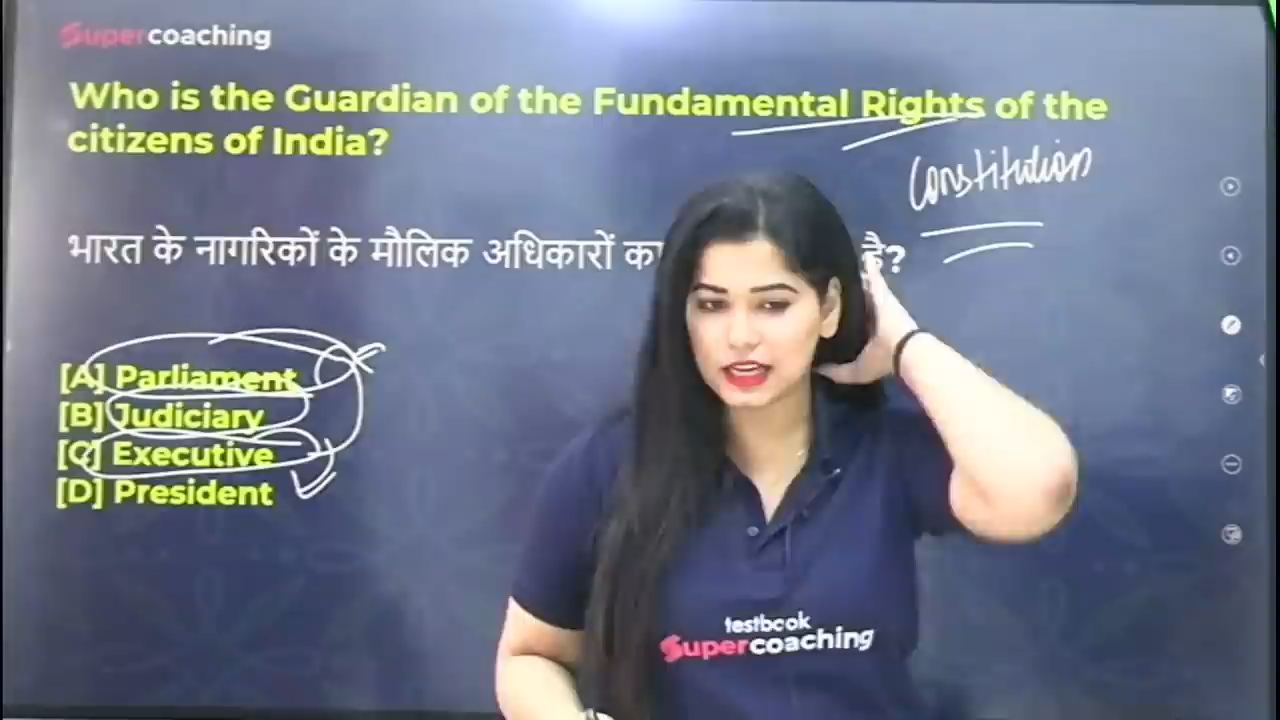 Supercoaching
Who is the Guardian of the Fundamental Rights of the
citizens of India?
Constitution
भारत के नागरिकों के मौलिक अधिकारों का है?
[A] Parliament
[B] Judiciary
[C] Executive
[D] President
testbook
Supercoaching